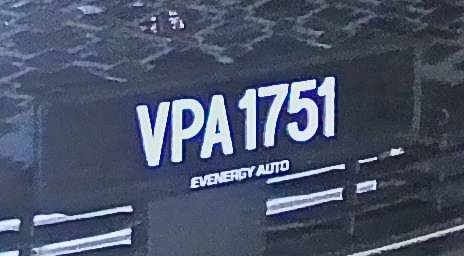 VPA 1751
EVENERGY AUTO